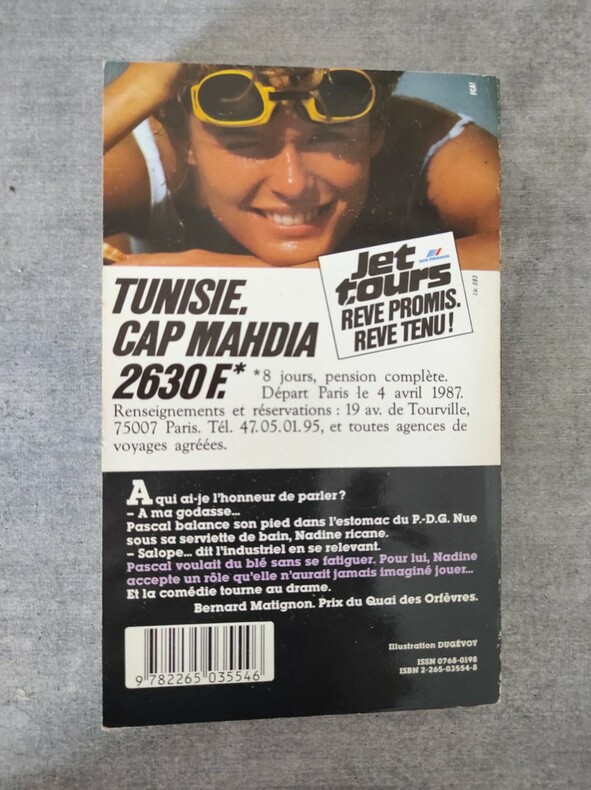 FCA!
Jet
tours
AIR FRANCE
REVE PROMIS.
REVE TENU!
Lic. 583
TUNISIE.
CAP MAHDIA
2630 F.*
*8 jours, pension complète.
Départ Paris le 4 avril 1987.
Renseignements et réservations : 19 av. de Tourville,
75007 Paris. Tél. 47.05.01.95, et toutes agences de
voyages agréées.
A qui ai-je l'honneur de parler ?
– A ma godasse...
Pascal balance son pied dans l'estomac du P.-D.G. Nue
sous sa serviette de bain, Nadine ricane.
– Salope... dit l'industriel en se relevant.
Pascal voulait du blé sans se fatiguer. Pour lui, Nadine
accepte un rôle qu'elle n'aurait jamais imaginé jouer...
Et la comédie tourne au drame.
Bernard Matignon. Prix du Quai des Orfèvres.
Illustration DUGÉVOY
ISSN 0768-0198
ISBN 2-265-03554-8
9 782265 035546